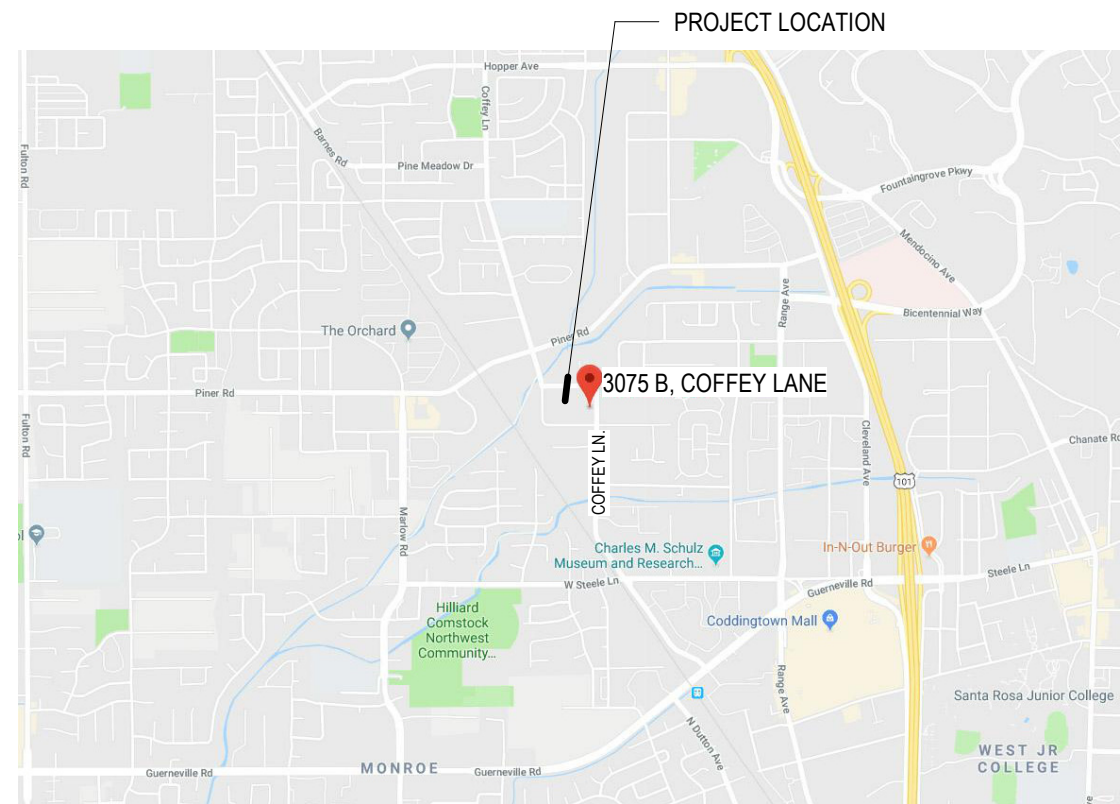 PROJECT LOCATION
Hopper Ave
Coffey Ln
Barnes Rd
Fulton Rd
Pine Meadow Dr
Fountaingrove Pkwy
Mendocino Ave
Range Ave
Bicentennial Way
The Orchard
Piner Rd
3075 B, COFFEY LANE
Piner Rd
Fulton Rd
COFFEY LN.
Cleveland Ave
Chanate Rd
101
Marlow Rd
ol
Charles M. Schulz
Museum and Research...
In-N-Out Burger
W Steele Ln
Guerneville Rd
Steele Ln
Hilliard
Comstock
Northwest
Community...
Coddingtown Mall
Range Ave
Santa Rosa Junior College
N Dutton Ave
WEST JR
COLLEGE
Guerneville Rd
MONROE
Guerneville Rd